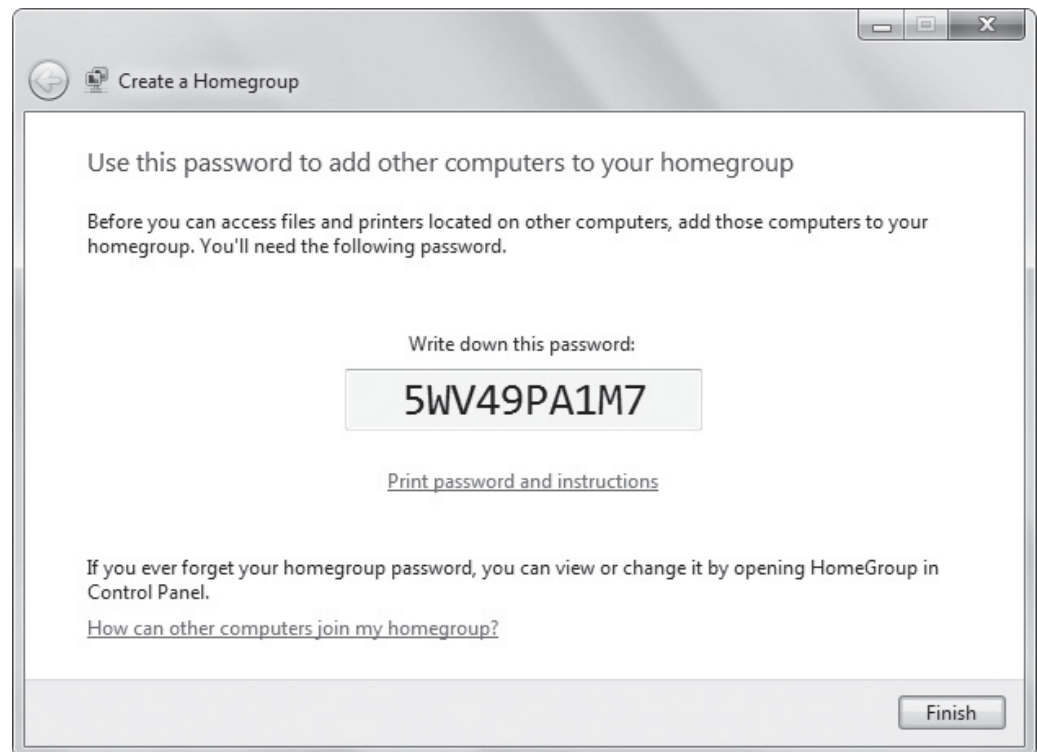 Create a Homegroup
Use this password to add other computers to your homegroup
Before you can access files and printers located on other computers, add those computers to your
homegroup. You'll need the following password.
Write down this password:
5WV49PA1M7
Print password and instructions
If you ever forget your homegroup password, you can view or change it by opening HomeGroup in
Control Panel.
How can other computers join my homegroup?
Finish